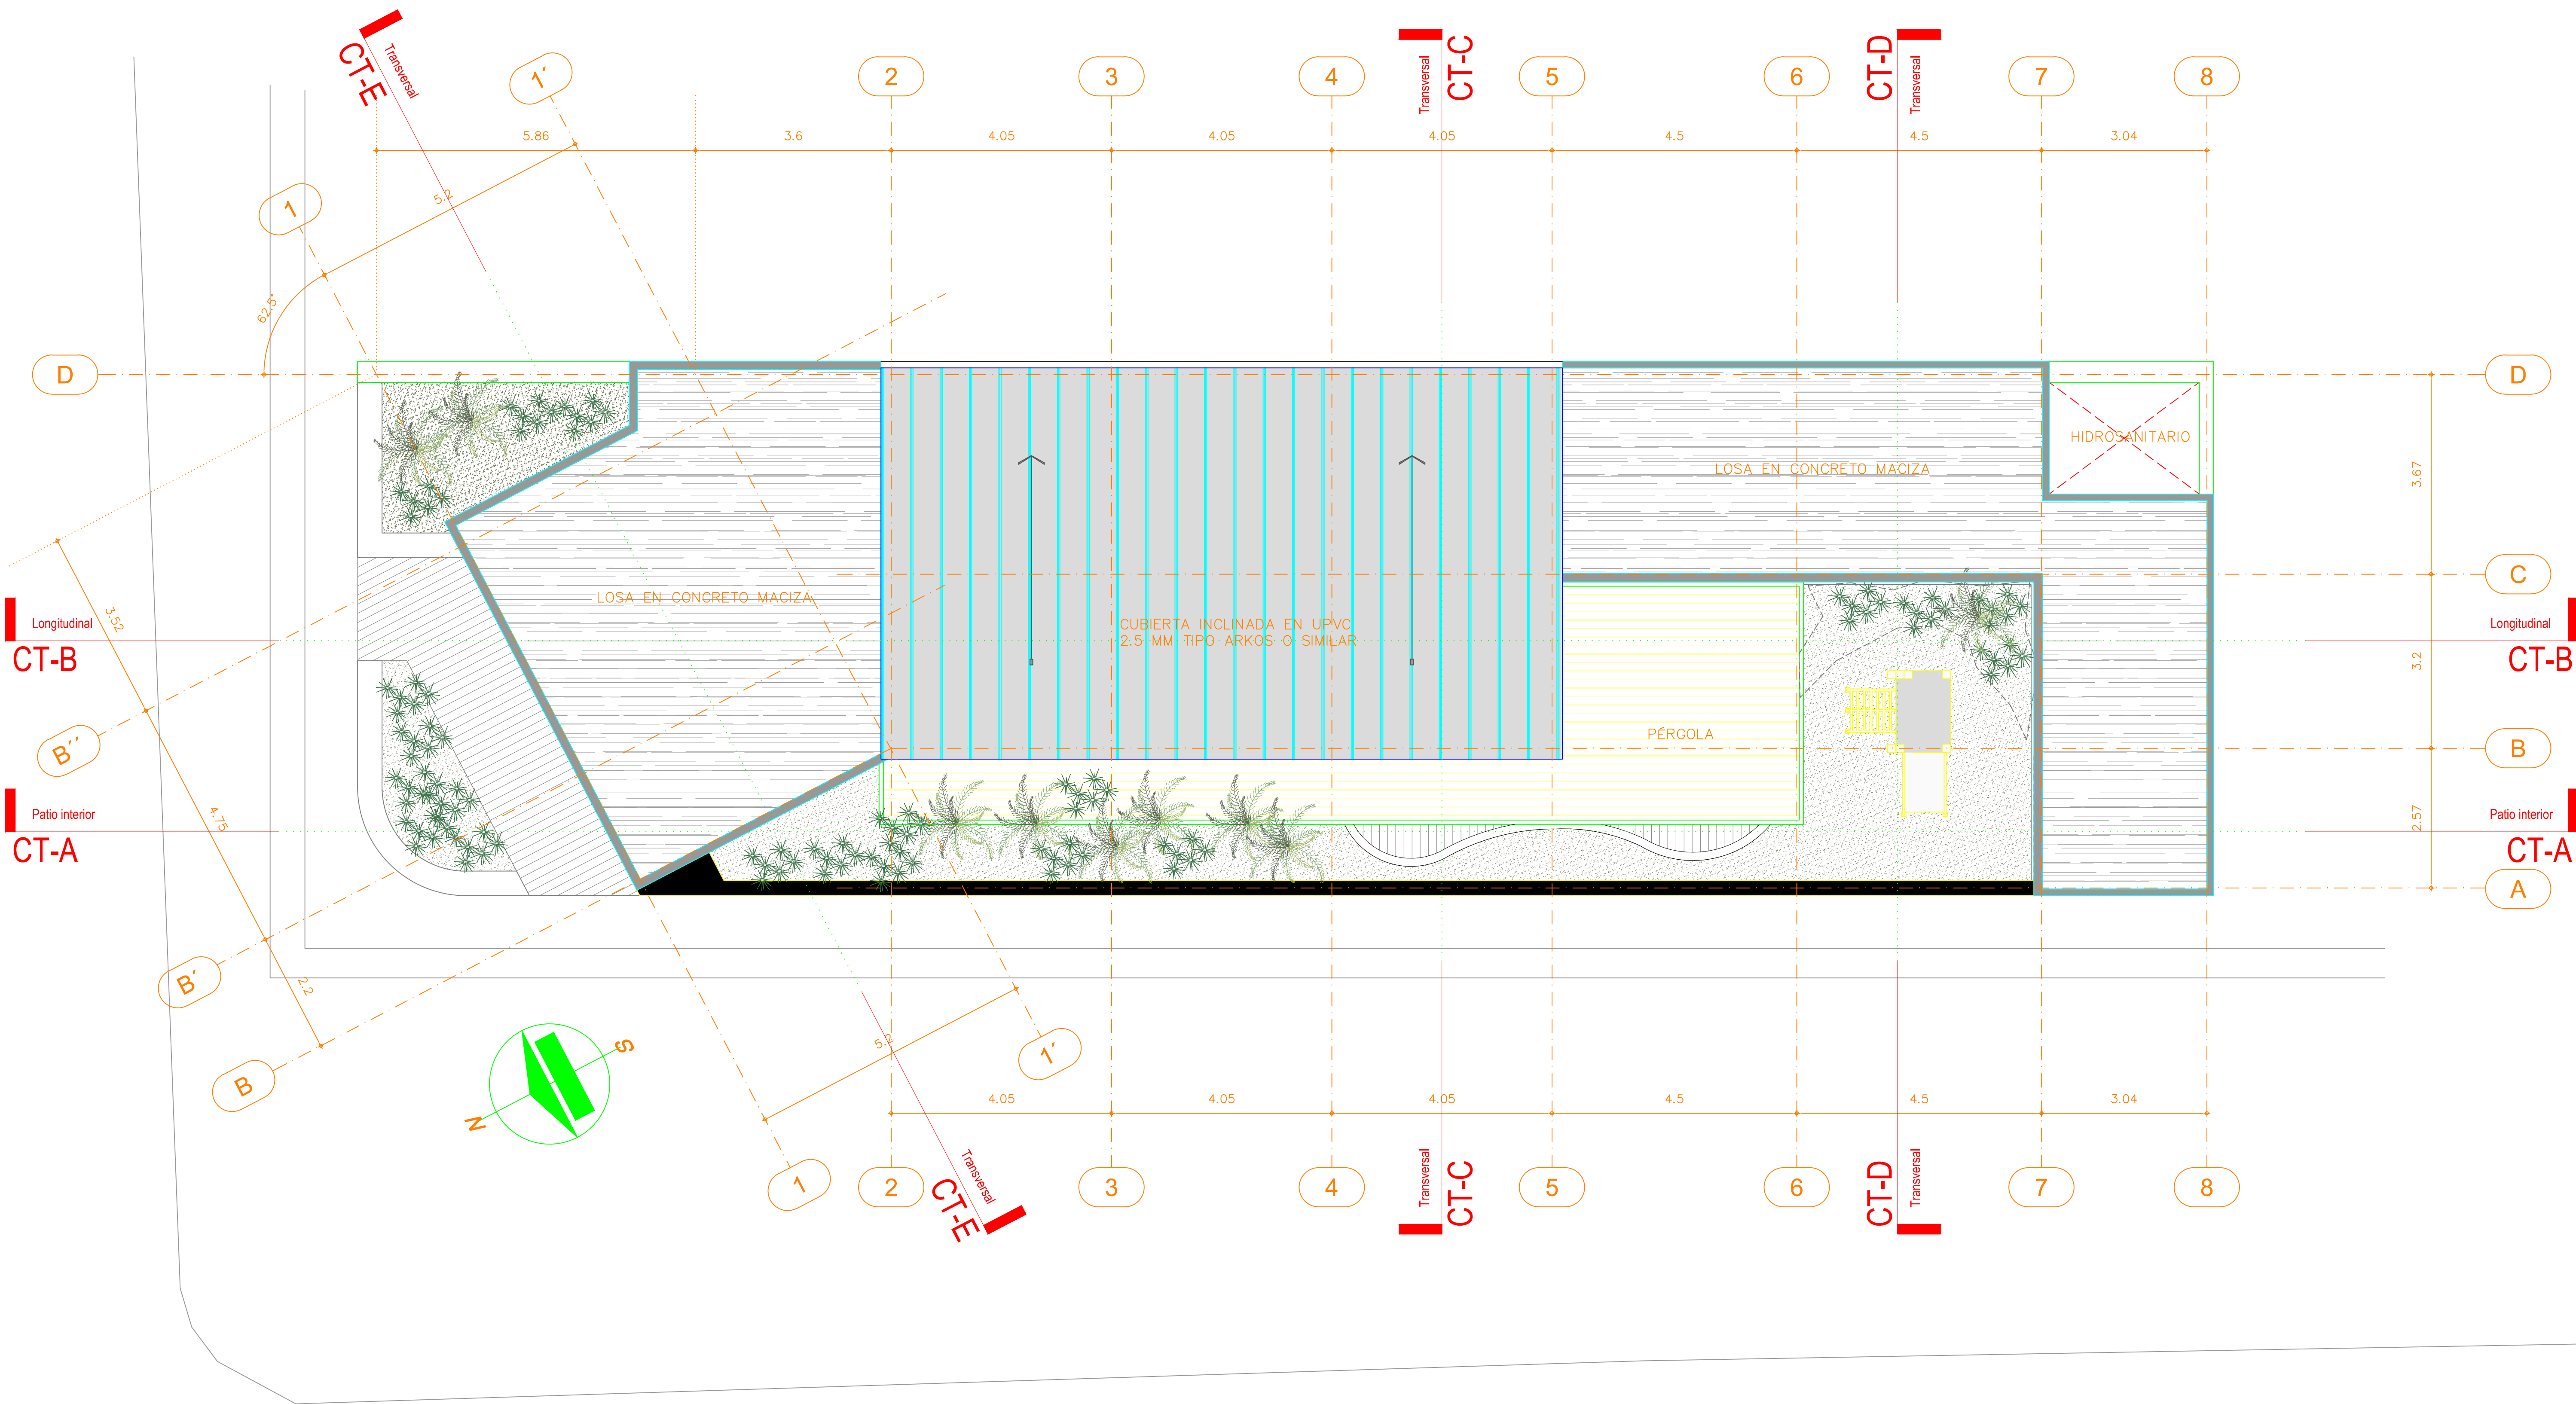 CT-E
Transversal
1´
2
3
4
Transversal
CT-C
5
6
CT-D
Transversal
7
8
5.86
3.6
4.05
4.05
4.05
4.5
4.5
3.04
5.2
1
62.5°
D
D
HIDROSANITARIO
LOSA EN CONCRETO MACIZA
3.67
C
LOSA EN CONCRETO MACIZA
CUBIERTA INCLINADA EN UPVC
2.5 MM TIPO ARKOS O SIMILAR
3.52
Longitudinal
CT-B
Longitudinal
CT-B
3.2
PÉRGOLA
B´´
B
4.75
Patio interior
CT-A
2.57
Patio interior
CT-A
A
B´
2.2
B
S
N
5.2
1´
4.05
4.05
4.05
4.5
4.5
3.04
1
2
3
4
5
6
7
8
Transversal
CT-E
Transversal
CT-C
CT-D
Transversal